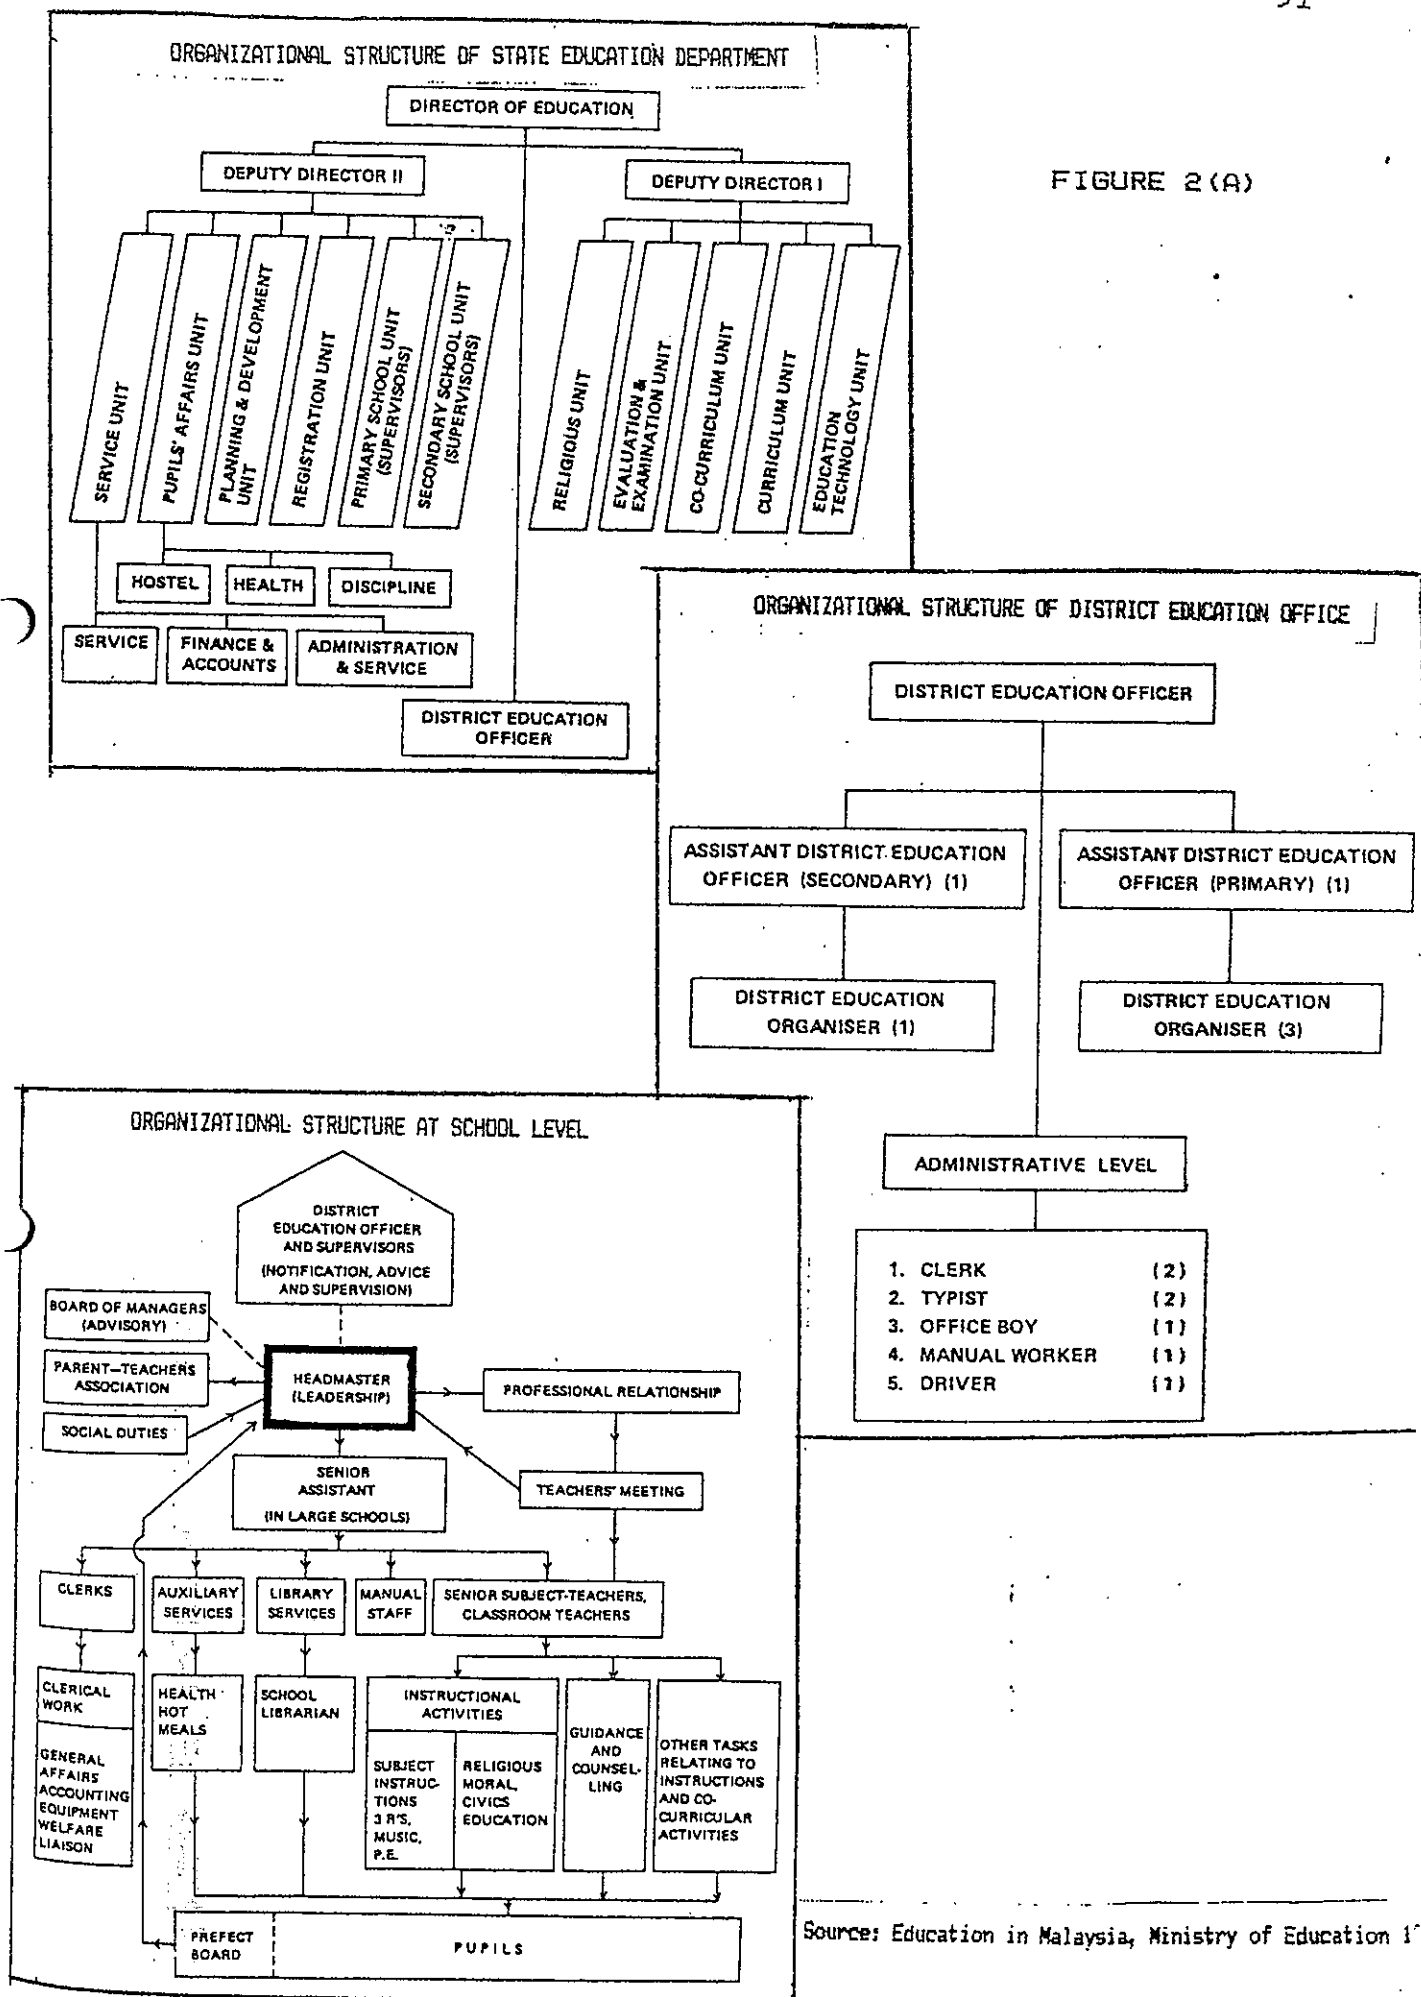 ORGANIZATIONAL STRUCTURE OF STATE EDUCATION DEPARTMENT
DIRECTOR OF EDUCATION
DEPUTY DIRECTOR II
DEPUTY DIRECTOR I
SERVICE UNIT
PUPILS' AFFAIRS UNIT
PLANNING & DEVELOPMENT
UNIT
REGISTRATION UNIT
PRIMARY SCHOOL UNIT
(SUPERVISORS)
SECONDARY SCHOOL UNIT
(SUPERVISORS)
RELIGIOUS UNIT
EVALUATION &
EXAMINATION UNIT
CO-CURRICULUM UNIT
CURRICULUM UNIT
EDUCATION
TECHNOLOGY UNIT
HOSTEL
HEALTH
DISCIPLINE
SERVICE
FINANCE &
ACCOUNTS
ADMINISTRATION
& SERVICE
DISTRICT EDUCATION
OFFICER
FIGURE 2(A)
ORGANIZATIONAL STRUCTURE OF DISTRICT EDUCATION OFFICE
DISTRICT EDUCATION OFFICER
ASSISTANT DISTRICT EDUCATION
OFFICER (SECONDARY) (1)
ASSISTANT DISTRICT EDUCATION
OFFICER (PRIMARY) (1)
DISTRICT EDUCATION
ORGANISER (1)
DISTRICT EDUCATION
ORGANISER (3)
ADMINISTRATIVE LEVEL
1. CLERK (2)
2. TYPIST (2)
3. OFFICE BOY (1)
4. MANUAL WORKER (1)
5. DRIVER (1)
ORGANIZATIONAL STRUCTURE AT SCHOOL LEVEL
DISTRICT
EDUCATION OFFICER
AND SUPERVISORS
(NOTIFICATION, ADVICE
AND SUPERVISION)
BOARD OF MANAGERS
(ADVISORY)
PARENT-TEACHERS
ASSOCIATION
SOCIAL DUTIES
HEADMASTER
(LEADERSHIP)
PROFESSIONAL RELATIONSHIP
SENIOR
ASSISTANT
(IN LARGE SCHOOLS)
TEACHERS' MEETING
CLERKS
AUXILIARY
SERVICES
LIBRARY
SERVICES
MANUAL
STAFF
SENIOR SUBJECT-TEACHERS,
CLASSROOM TEACHERS
CLERICAL
WORK
GENERAL
AFFAIRS
ACCOUNTING
EQUIPMENT
WELFARE
LIAISON
HEALTH
HOT
MEALS
SCHOOL
LIBRARIAN
INSTRUCTIONAL
ACTIVITIES
SUBJECT
INSTRUC-
TIONS
3 R'S,
MUSIC,
P.E.
RELIGIOUS
MORAL,
CIVICS
EDUCATION
GUIDANCE
AND
COUNSEL-
LING
OTHER TASKS
RELATING TO
INSTRUCTIONS
AND CO-
CURRICULAR
ACTIVITIES
PREFECT
BOARD
PUPILS
Source: Education in Malaysia, Ministry of Education